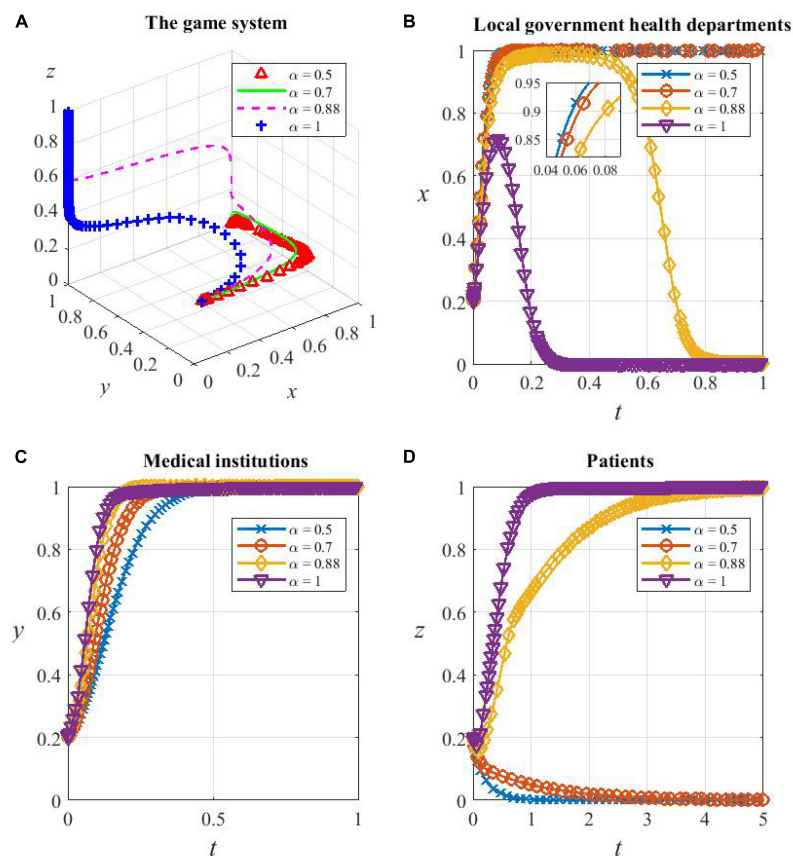 A
The game system
z
1
0.8
0.6
0.4
0.2
0
1
0.8
0.6
0.4
0.2
0
y
0
0.2
0.4
0.6
0.8
1
x
α = 0.5
α = 0.7
α = 0.88
α = 1
B
Local government health departments
1
0.8
0.6
0.4
0.2
0
x
0
0.2
0.4
0.6
0.8
1
t
α = 0.5
α = 0.7
α = 0.88
α = 1
0.95
0.9
0.85
0.04
0.06
0.08
C
Medical institutions
1
0.8
0.6
0.4
0.2
0
y
0
0.5
1
t
α = 0.5
α = 0.7
α = 0.88
α = 1
D
Patients
1
0.8
0.6
0.4
0.2
0
z
0
1
2
3
4
5
t
α = 0.5
α = 0.7
α = 0.88
α = 1